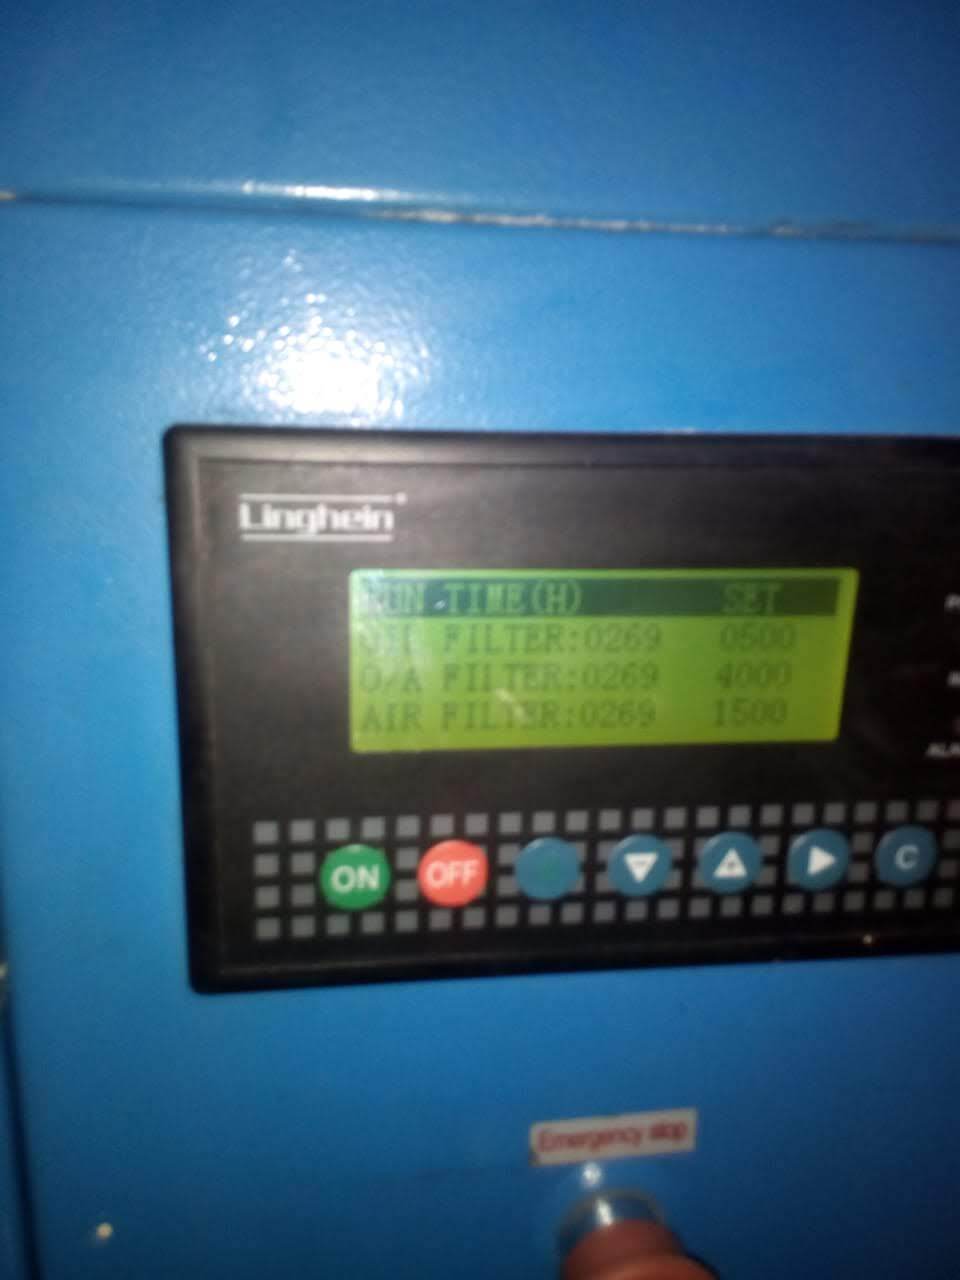 Linghein
RUN TIME(H) SET
OIL FILTER:0269 0500
O/A FILTER:0269 4000
AIR FILTER:0269 1500
ON OFF C
Emergency stop